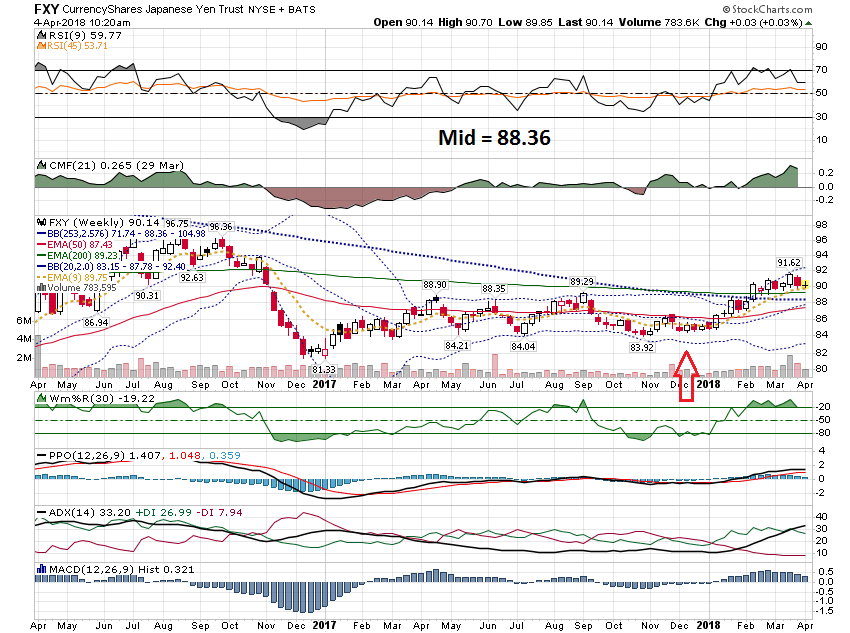 FXY CurrencyShares Japanese Yen Trust NYSE + BATS © StockCharts.com
4-Apr-2018 10:20am Open 90.14 High 90.70 Low 89.85 Last 90.14 Volume 783.6K Chg +0.03 (+0.03%)
RSI(9) 59.77
RSI(45) 53.71
90
70
50
30
10
Mid = 88.36
CMF(21) 0.265 (29 Mar)
0.2
0.0
-0.2
FXY (Weekly) 90.14
BB(253,2.576) 71.74 - 88.36 - 104.98
EMA(50) 87.43
EMA(200) 89.23
BB(20,2.0) 83.15 - 87.78 - 92.40
EMA(9) 89.75
Volume 783,595
96.75
96.36
92.63
90.31
86.94
81.33
88.90
84.21
88.35
84.04
89.29
83.92
91.62
98
96
94
92
90
88
86
84
82
80
6M
4M
2M
Apr May Jun Jul Aug Sep Oct Nov Dec 2017 Feb Mar Apr May Jun Jul Aug Sep Oct Nov Dec 2018 Feb Mar Apr
Wm%R(30) -19.22
-20
-50
-80
PPO(12,26,9) 1.407, 1.048, 0.359
4
2
0
-2
ADX(14) 33.20 +DI 26.99 -DI 7.94
40
30
20
10
MACD(12,26,9) Hist 0.321
0.5
0.0
-0.5
-1.0
-1.5
Apr May Jun Jul Aug Sep Oct Nov Dec 2017 Feb Mar Apr May Jun Jul Aug Sep Oct Nov Dec 2018 Feb Mar Apr